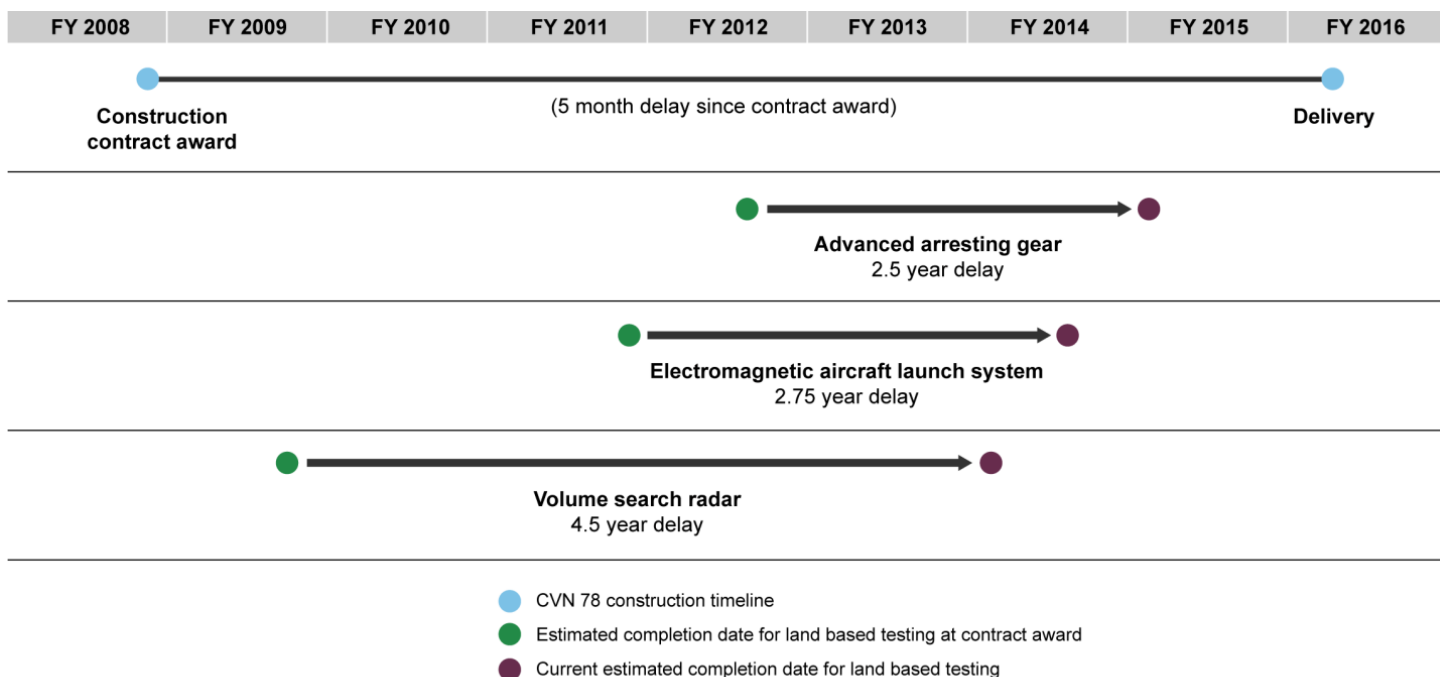 FY 2008 FY 2009 FY 2010 FY 2011 FY 2012 FY 2013 FY 2014 FY 2015 FY 2016
(5 month delay since contract award)
Construction
contract award
Delivery
Advanced arresting gear
2.5 year delay
Electromagnetic aircraft launch system
2.75 year delay
Volume search radar
4.5 year delay
CVN 78 construction timeline
Estimated completion date for land based testing at contract award
Current estimated completion date for land based testing